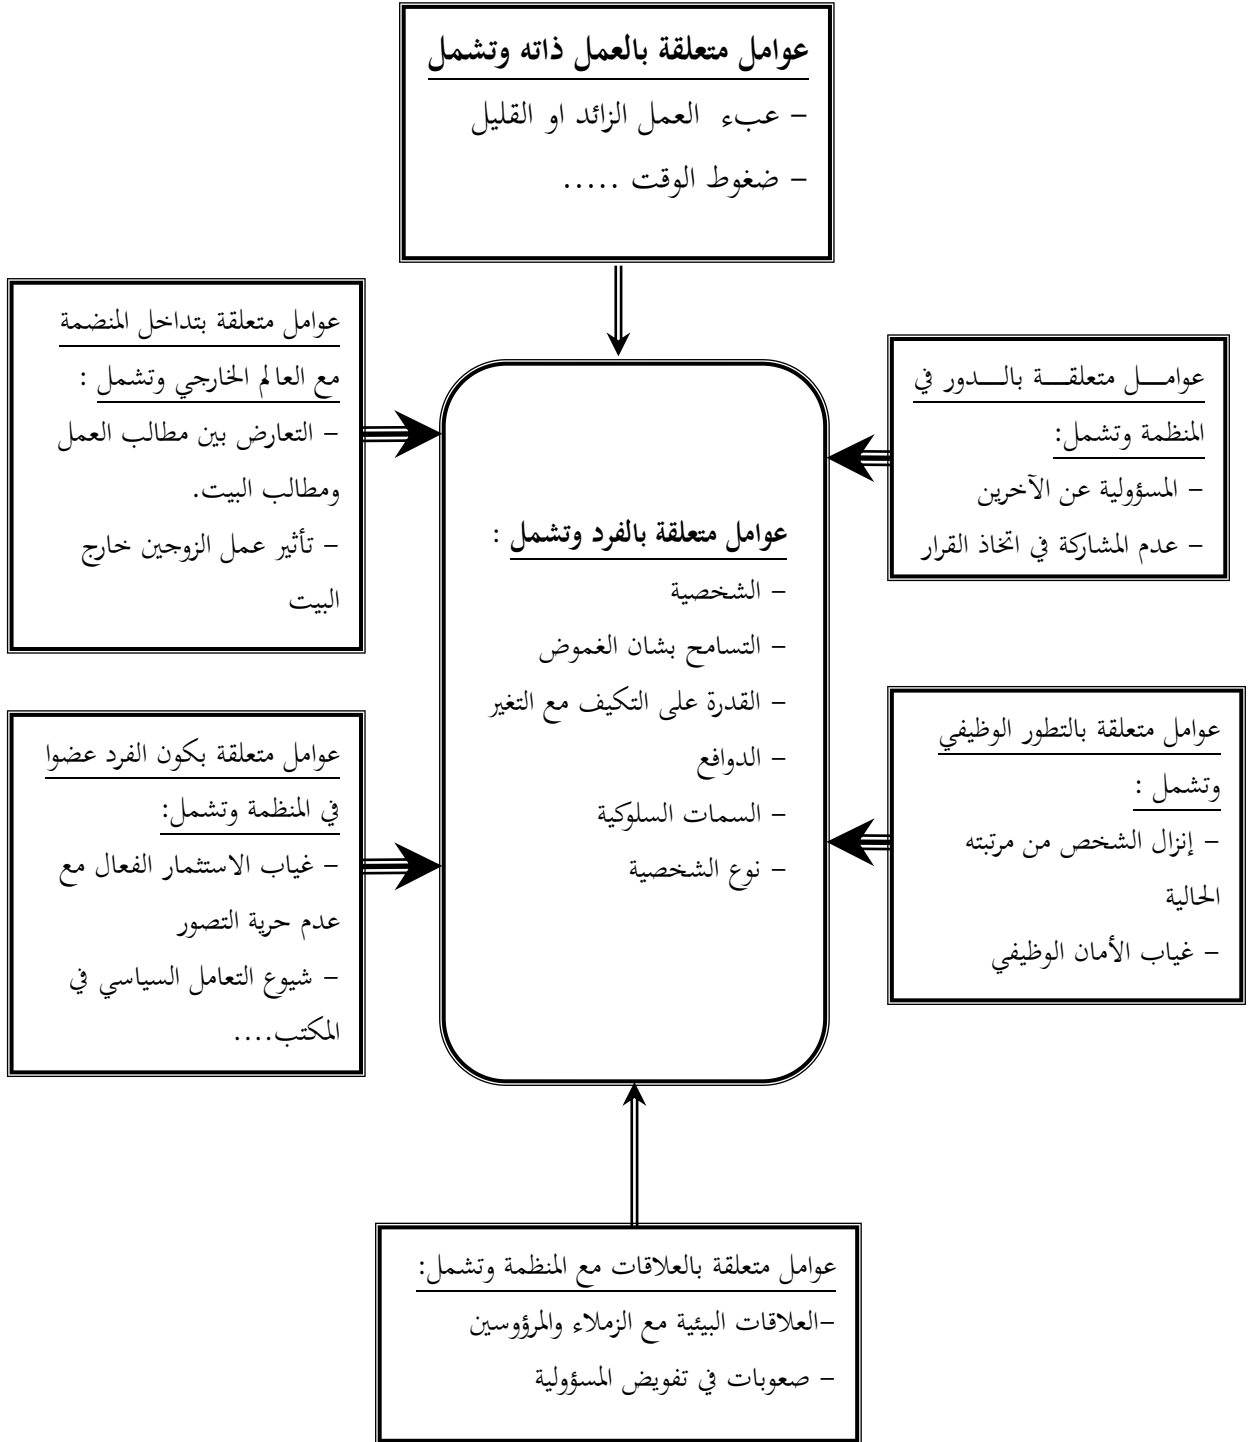 عوامل متعلقة بالعمل ذاته وتشمل
– عبء العمل الزائد او القليل
– ضغوط الوقت .....
عوامل متعلقة بالدور في
المنظمة وتشمل:
– المسؤولية عن الآخرين
– عدم المشاركة في اتخاذ القرار
عوامل متعلقة بتداخل المنضمة
مع العالم الخارجي وتشمل :
– التعارض بين مطالب العمل
ومطالب البيت.
– تأثير عمل الزوجين خارج
البيت
عوامل متعلقة بالفرد وتشمل :
– الشخصية
– التسامح بشان الغموض
– القدرة على التكيف مع التغير
– الدوافع
– السمات السلوكية
– نوع الشخصية
عوامل متعلقة بالتطور الوظيفي
وتشمل :
– إنزال الشخص من مرتبته
الحالية
– غياب الأمان الوظيفي
عوامل متعلقة بكون الفرد عضوا
في المنظمة وتشمل:
– غياب الاستثمار الفعال مع
عدم حرية التصور
– شيوع التعامل السياسي في
المكتب....
عوامل متعلقة بالعلاقات مع المنظمة وتشمل:
–العلاقات البيئية مع الزملاء والمرؤوسين
– صعوبات في تفويض المسؤولية